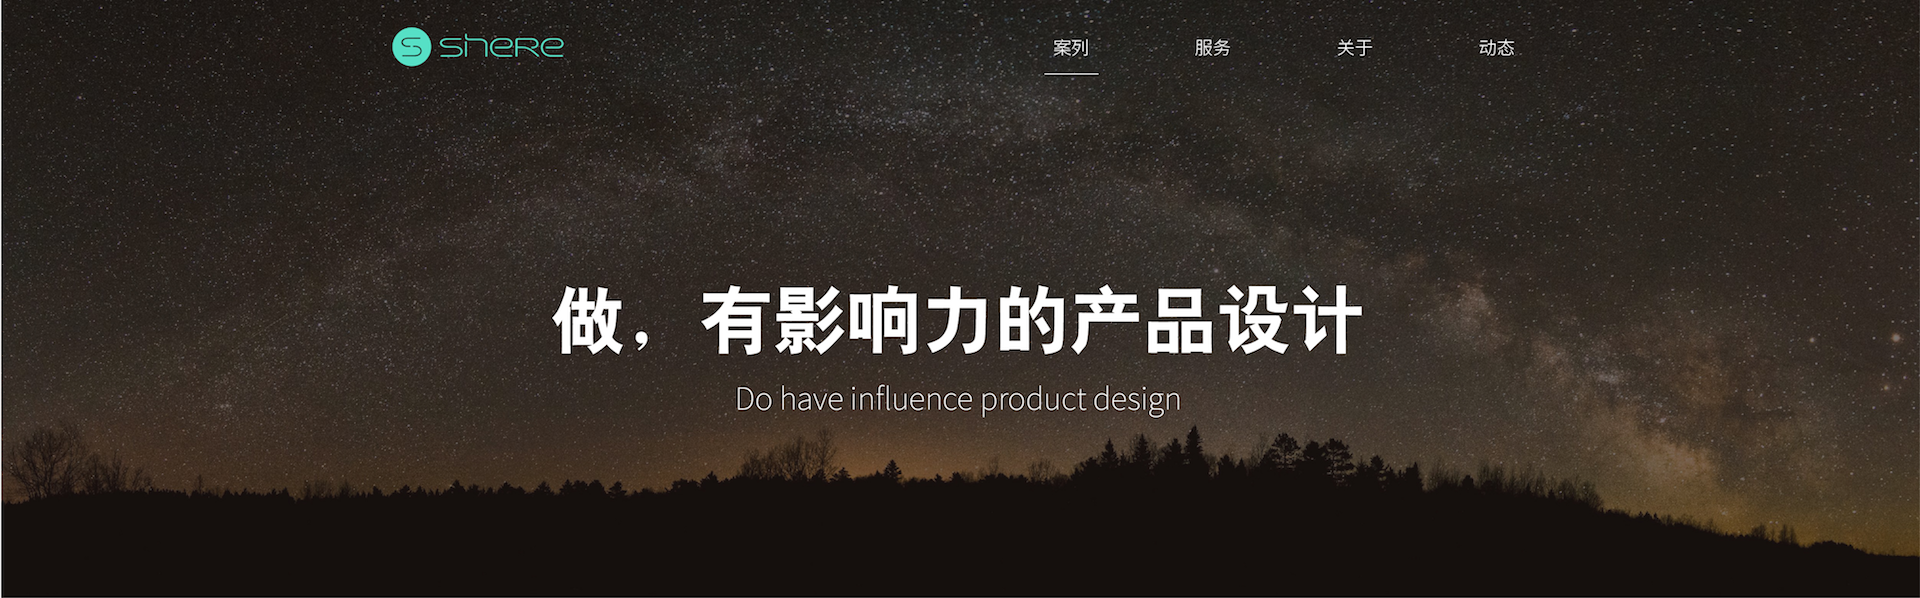 S SHERE
案列 服务 关于 动态
做，有影响力的产品设计
Do have influence product design